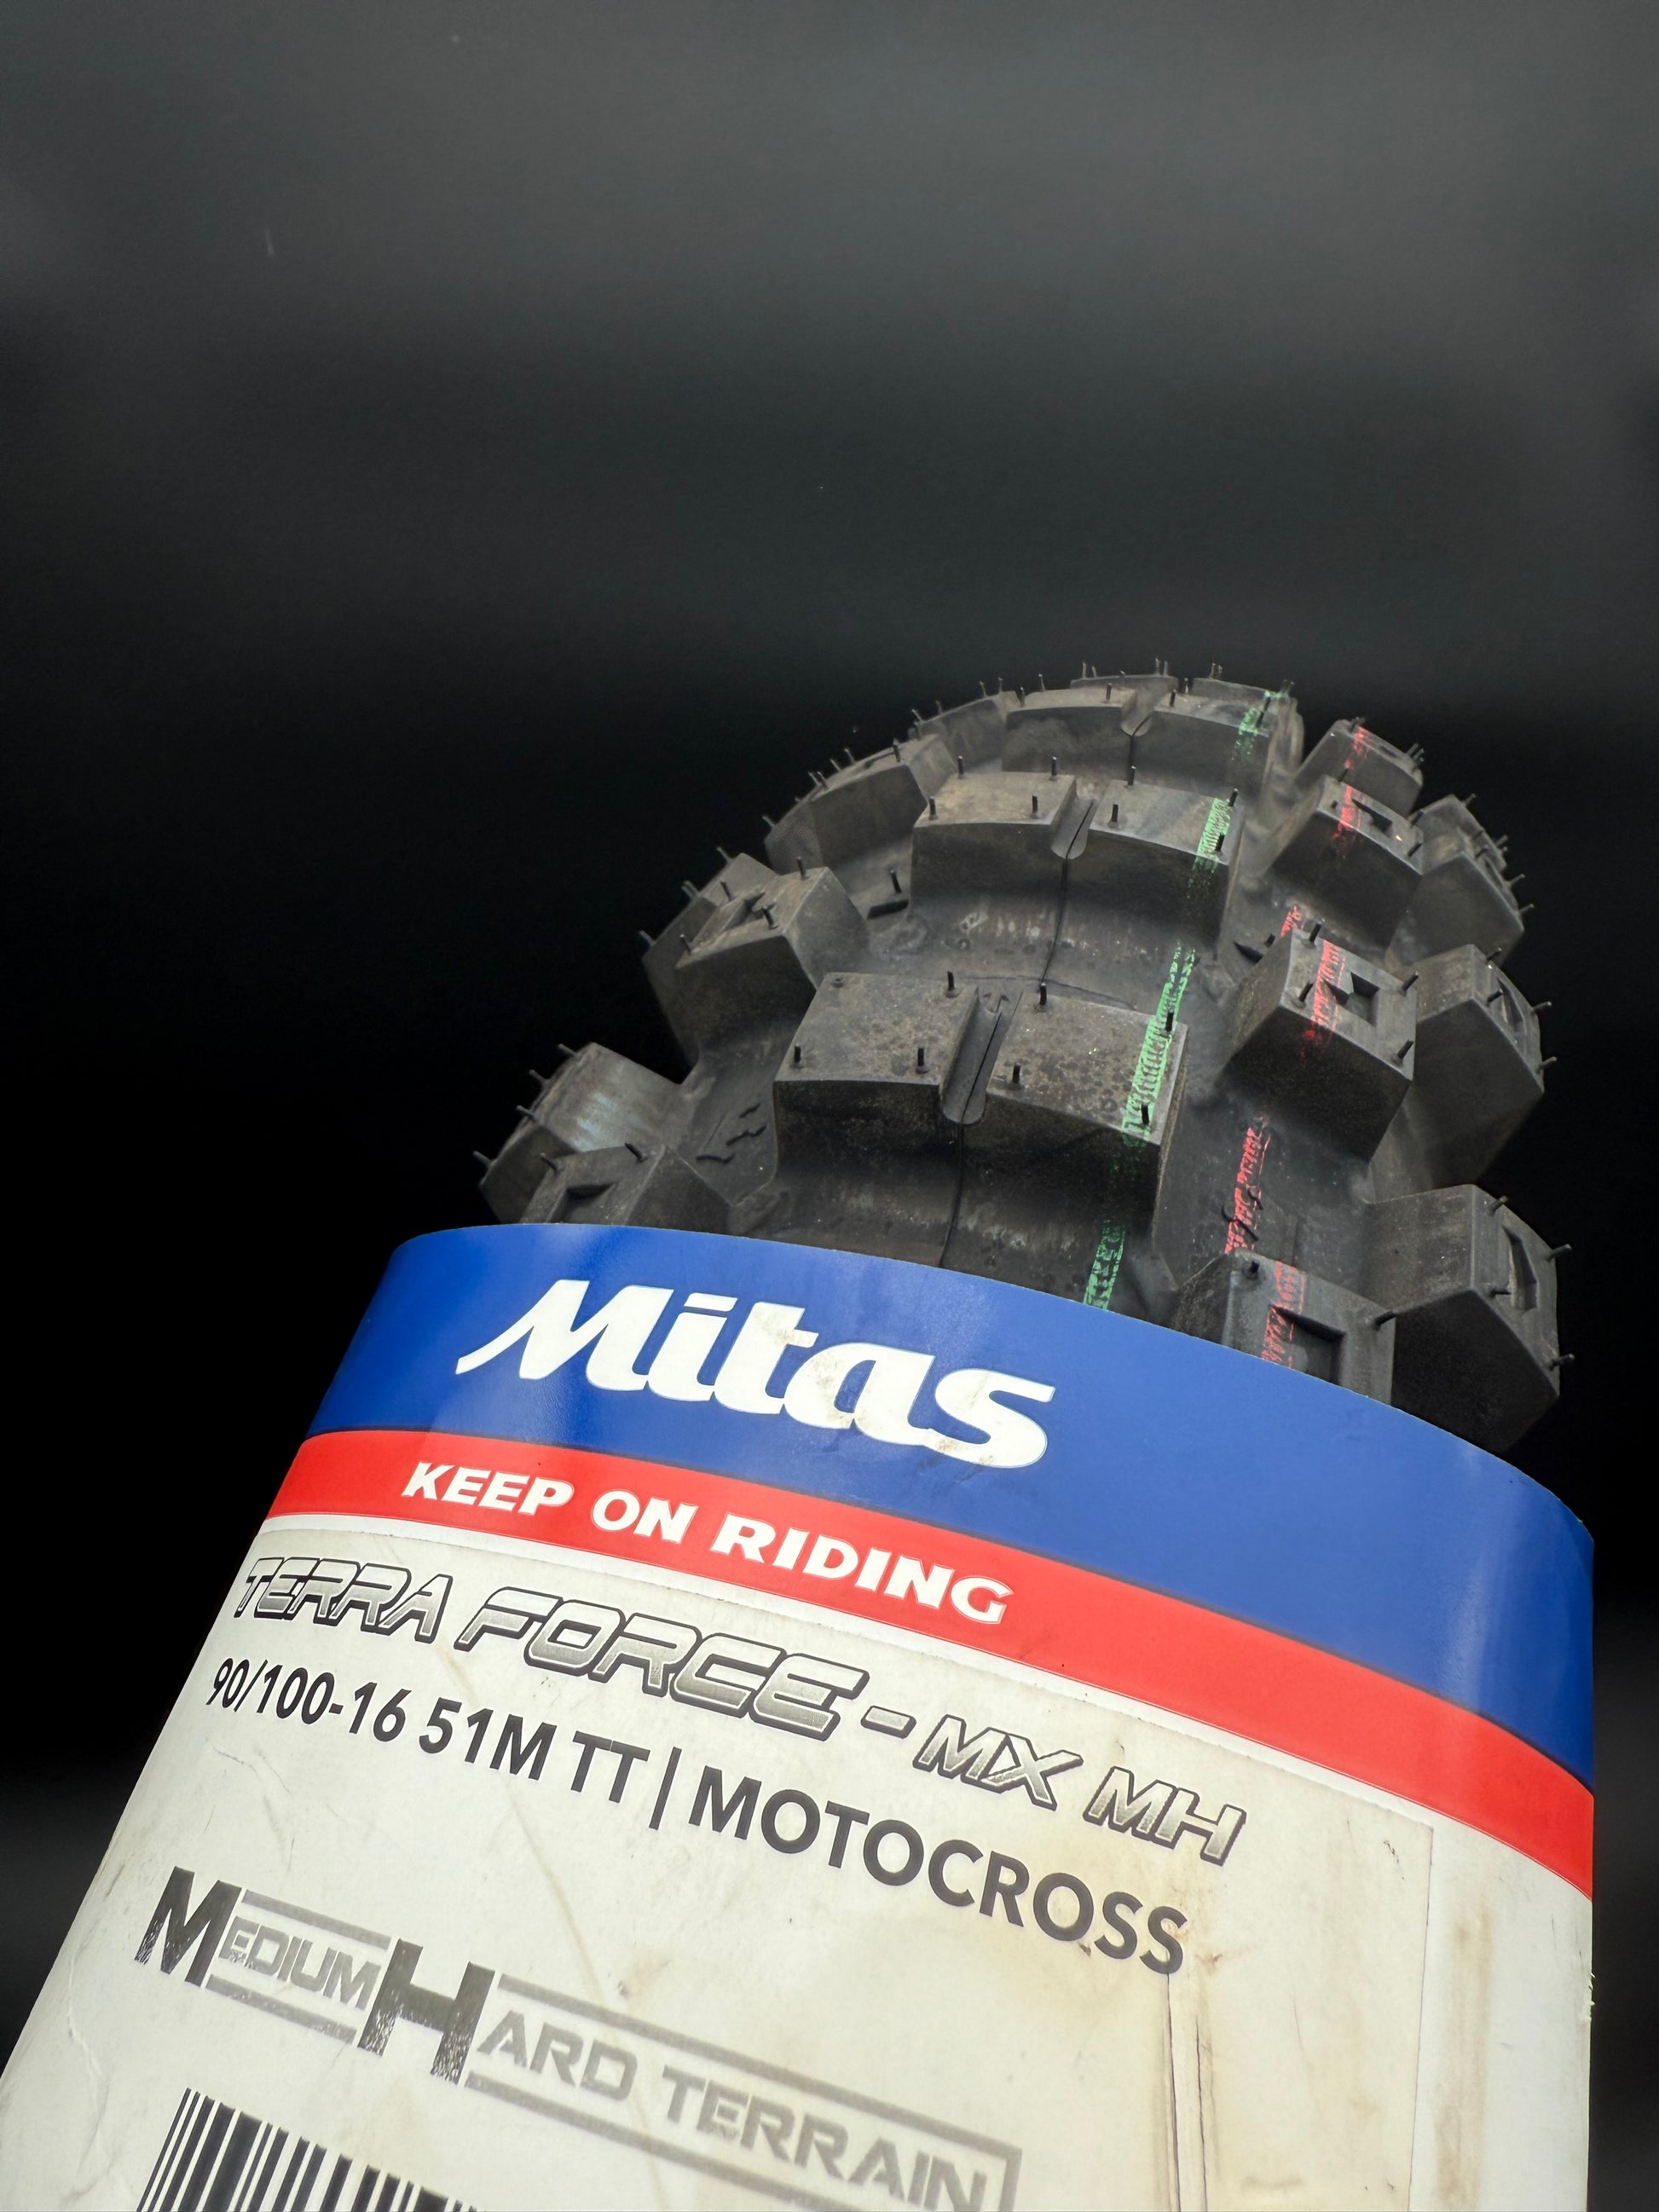 Mitas
KEEP ON RIDING
TERRA FORCE-MX MH
90/100-16 51M TT | MOTOCROSS
MEDIUM HARD TERRAIN